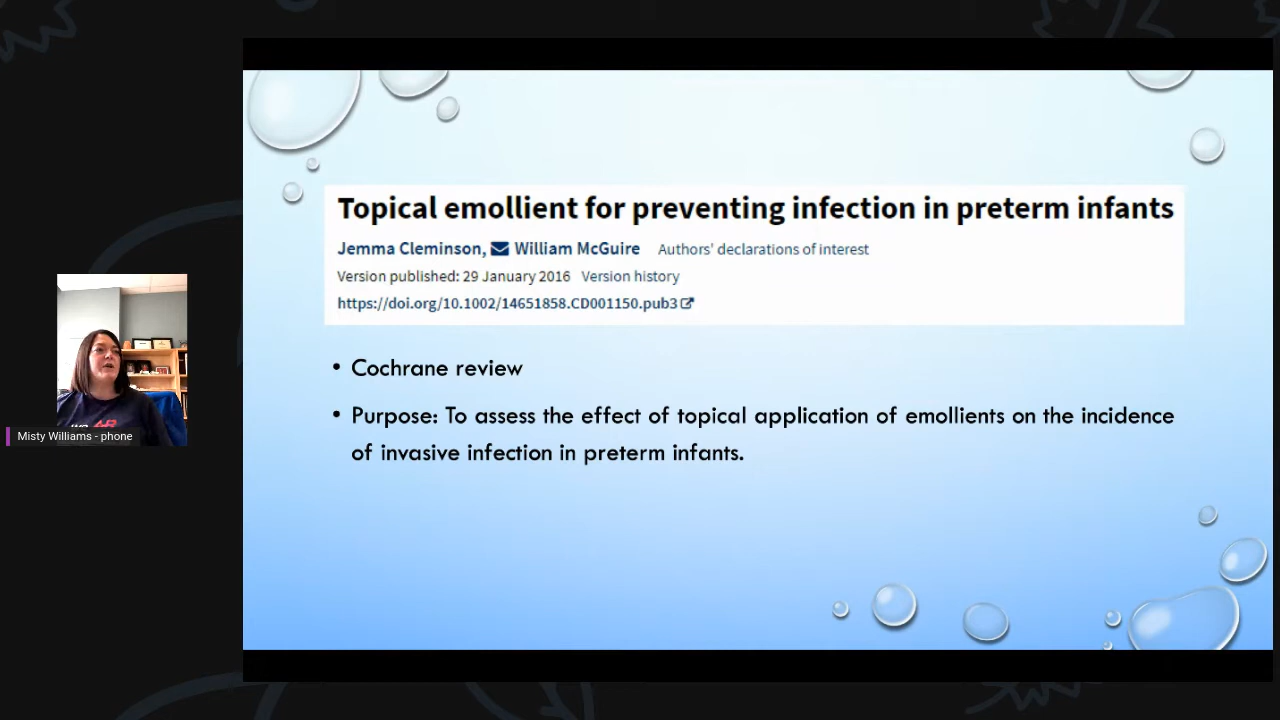 Topical emollient for preventing infection in preterm infants
Jemma Cleminson, William McGuire Authors' declarations of interest
Version published: 29 January 2016 Version history
https://doi.org/10.1002/14651858.CD001150.pub3
• Cochrane review
• Purpose: To assess the effect of topical application of emollients on the incidence
of invasive infection in preterm infants.
Misty Williams - phone